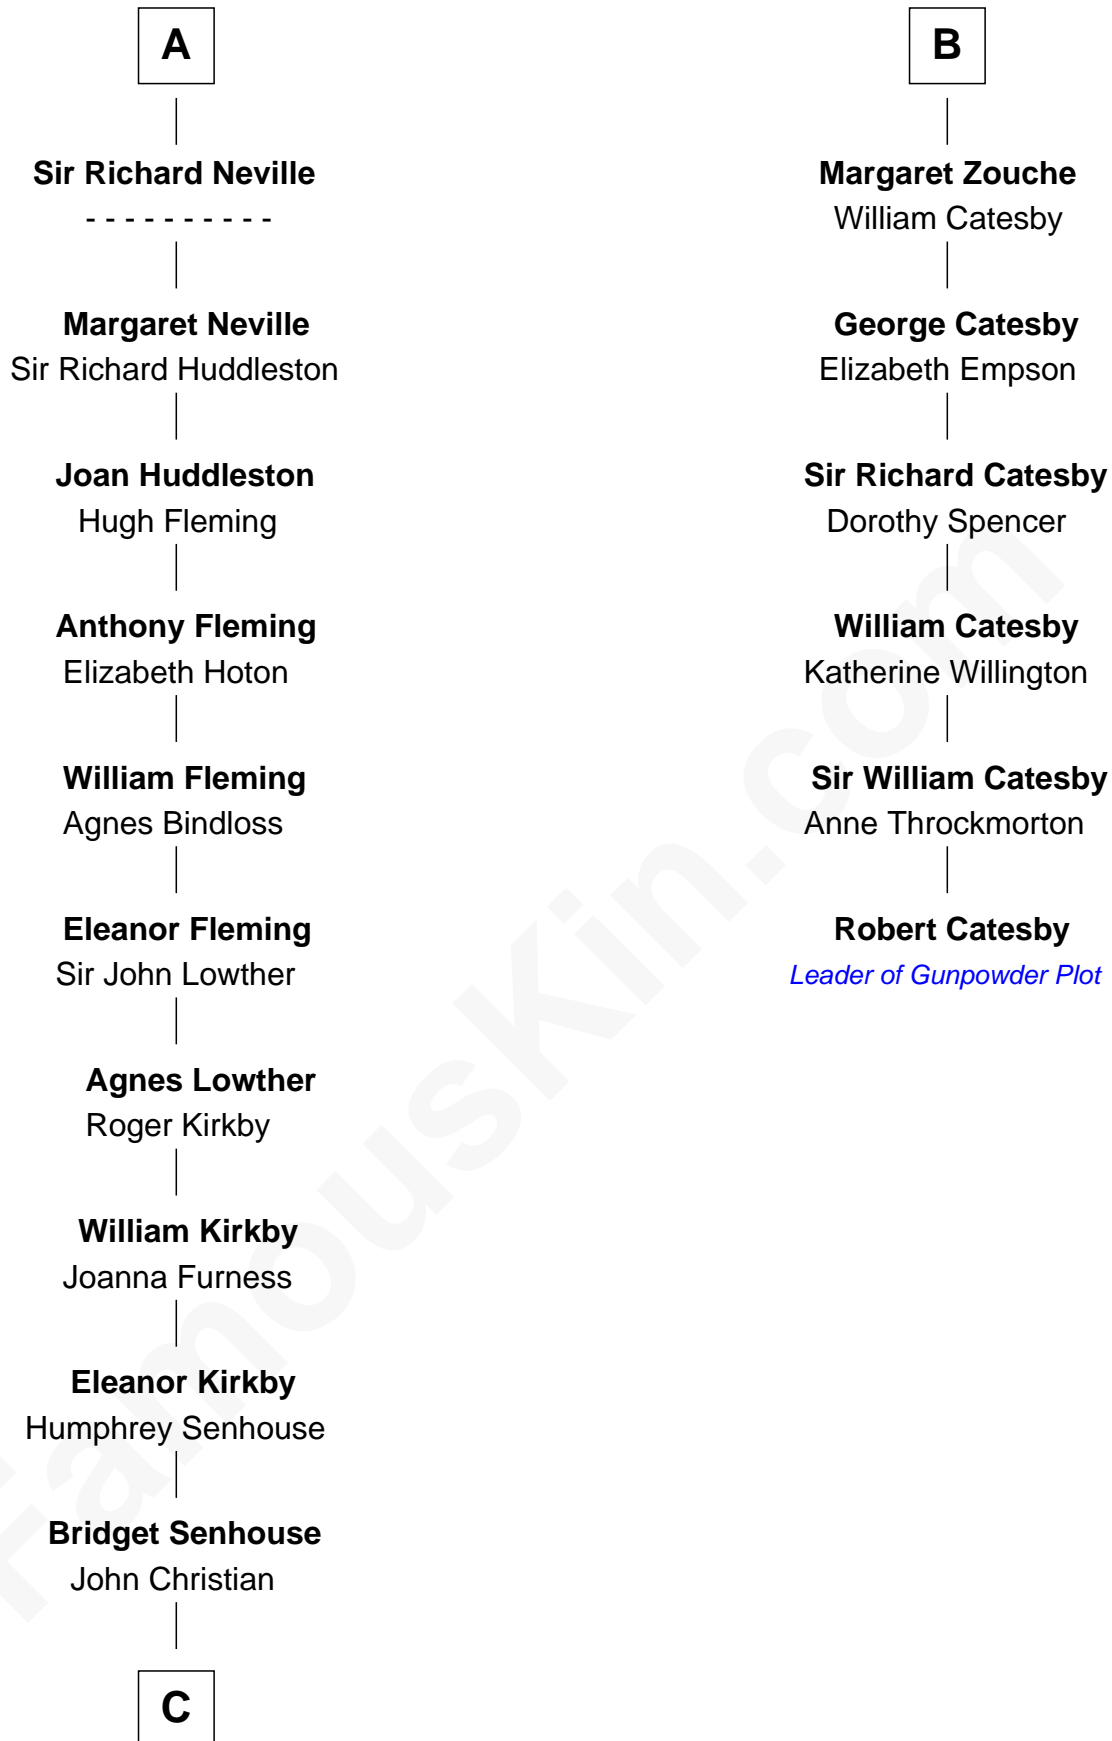 A
Sir Richard Neville
- - - - - - - - - -
Margaret Neville
Sir Richard Huddleston
Joan Huddleston
Hugh Fleming
Anthony Fleming
Elizabeth Hoton
William Fleming
Agnes Bindloss
Eleanor Fleming
Sir John Lowther
Agnes Lowther
Roger Kirkby
William Kirkby
Joanna Furness
Eleanor Kirkby
Humphrey Senhouse
Bridget Senhouse
John Christian
C
B
Margaret Zouche
William Catesby
George Catesby
Elizabeth Empson
Sir Richard Catesby
Dorothy Spencer
William Catesby
Katherine Willington
Sir William Catesby
Anne Throckmorton
Robert Catesby
Leader of Gunpowder Plot
FamousKin.com